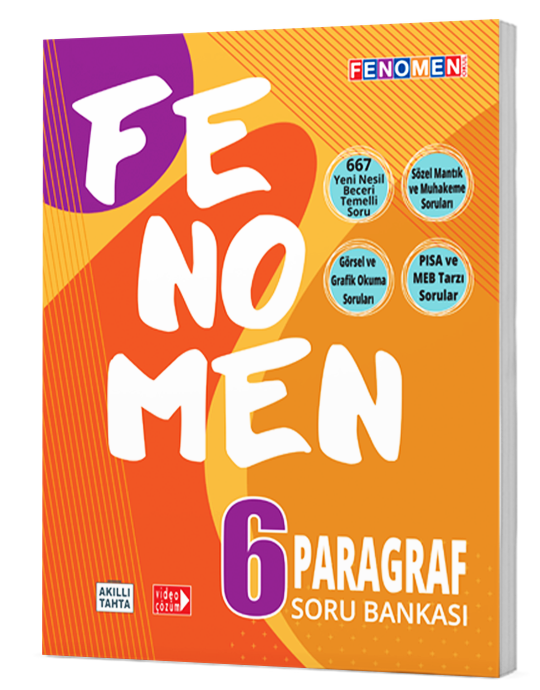 FENOMEN
FE
NO
MEN
667
Yeni Nesil
Beceri
Temelli
Soru
Sözel Mantık
ve Muhakeme
Soruları
Görsel ve
Grafik Okuma
Soruları
PISA ve
MEB Tarzı
Sorular
6
PARAGRAF
SORU BANKASI
AKILLI
TAHTA
video
çözüm